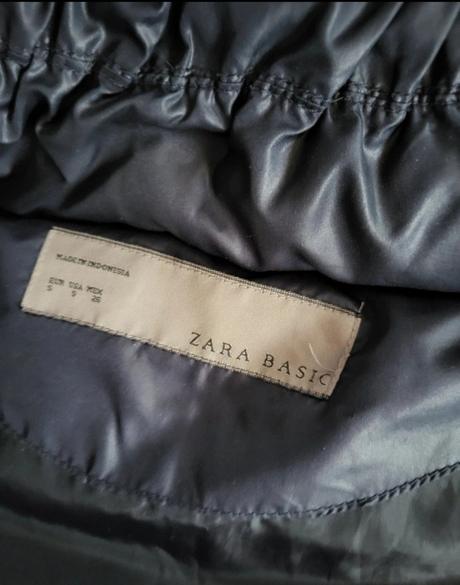 MADE IN INDONESIA
EUR USA MEX
S S 26
ZARA BASIC